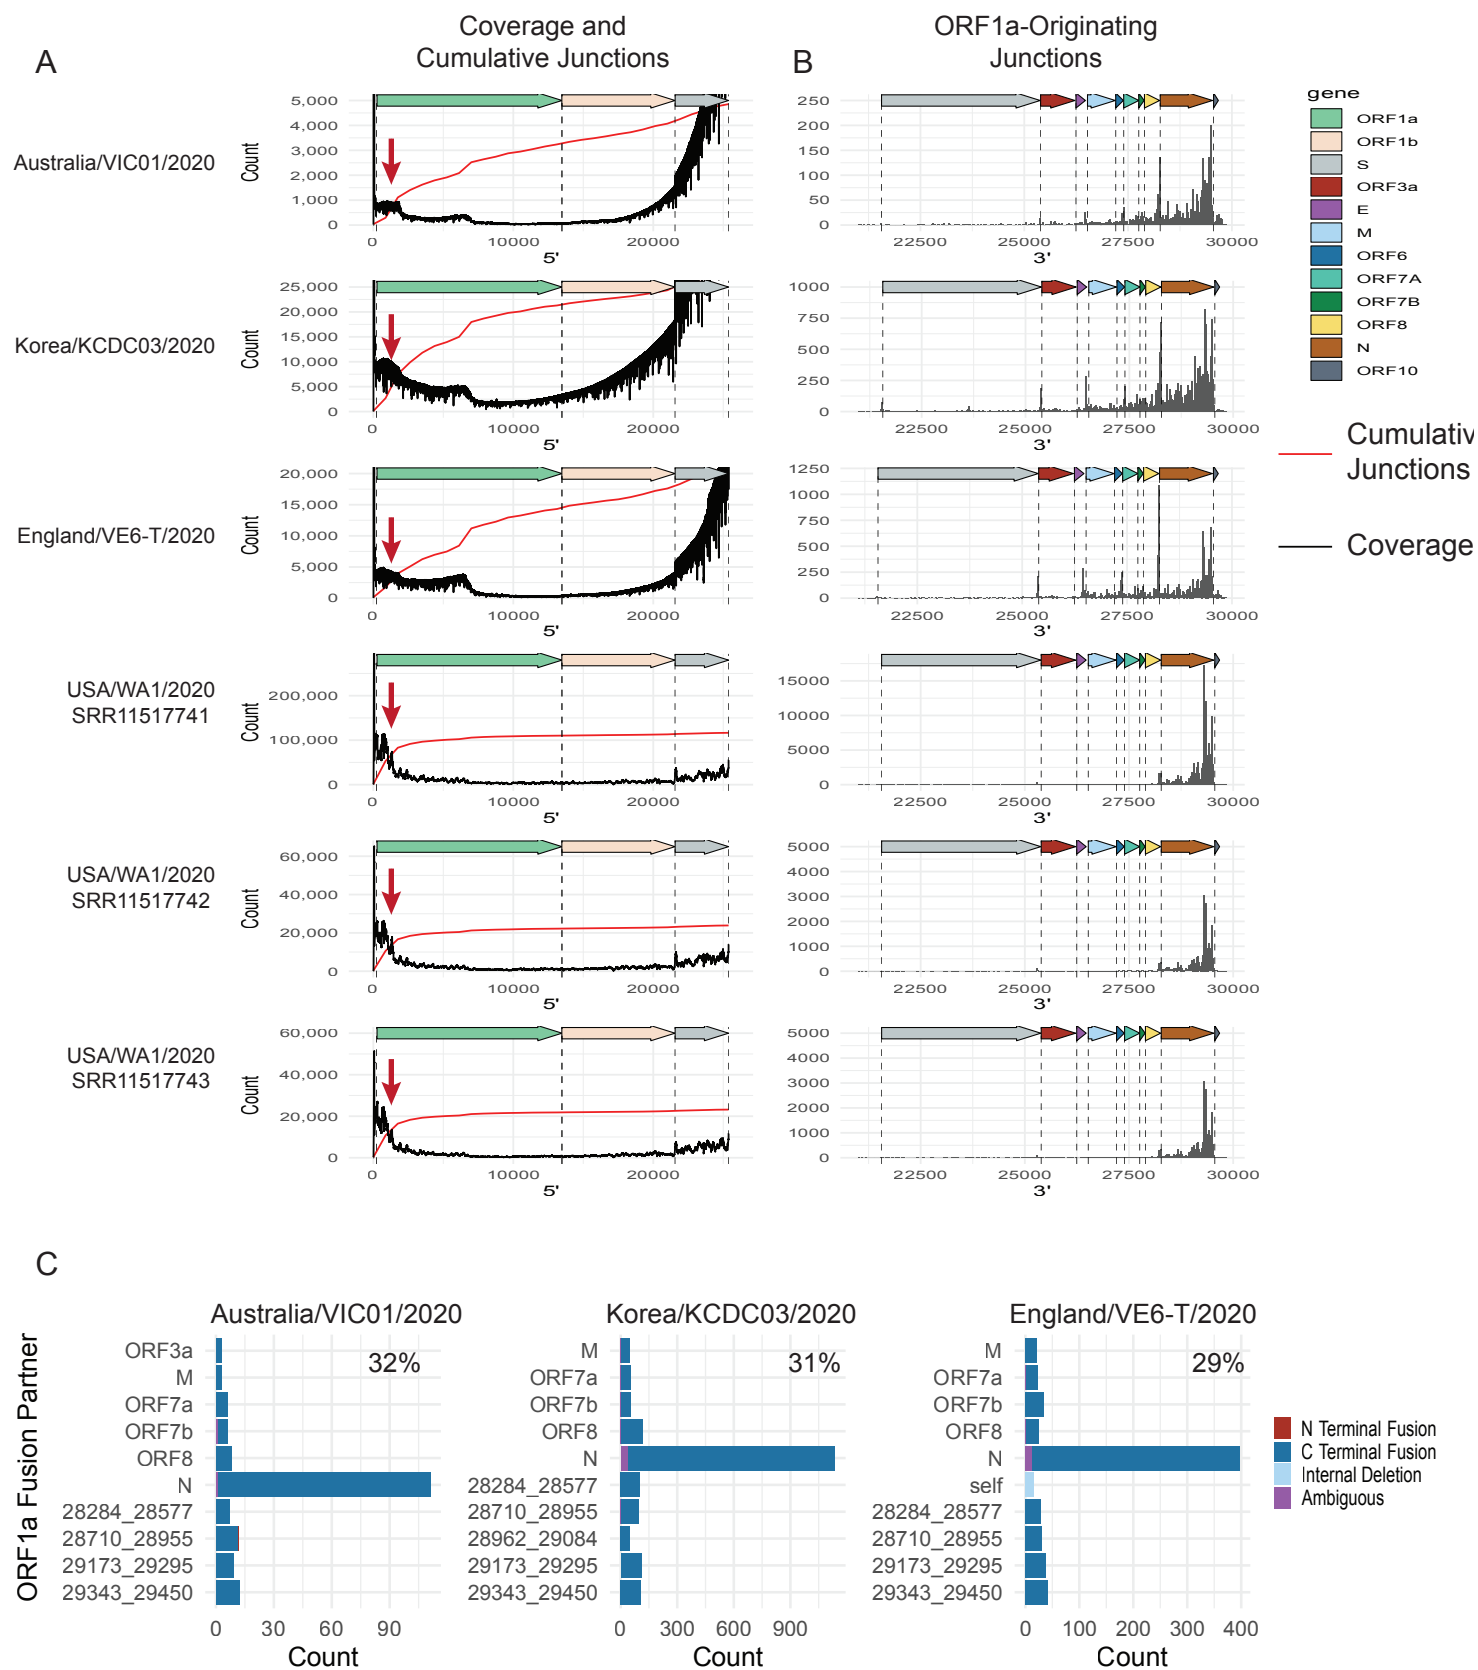 Coverage and
Cumulative Junctions
ORF1a-Originating
Junctions
A
B
gene
ORF1a
ORF1b
S
ORF3a
E
M
ORF6
ORF7A
ORF7B
ORF8
N
ORF10
Cumulativ
Junctions
Coverage
Australia/VIC01/2020
Count
5,000
4,000
3,000
2,000
1,000
0
0 10000 20000
5'
250
200
150
100
50
0
22500 25000 27500 30000
3'
Korea/KCDC03/2020
Count
25,000
20,000
15,000
10,000
5,000
0
0 10000 20000
5'
1000
750
500
250
0
22500 25000 27500 30000
3'
England/VE6-T/2020
Count
20,000
15,000
10,000
5,000
0
0 10000 20000
5'
1250
1000
750
500
250
0
22500 25000 27500 30000
3'
USA/WA1/2020
SRR11517741
Count
200,000
100,000
0
0 10000 20000
5'
15000
10000
5000
0
22500 25000 27500 30000
3'
USA/WA1/2020
SRR11517742
Count
60,000
40,000
20,000
0
0 10000 20000
5'
5000
4000
3000
2000
1000
0
22500 25000 27500 30000
3'
USA/WA1/2020
SRR11517743
Count
60,000
40,000
20,000
0
0 10000 20000
5'
5000
4000
3000
2000
1000
0
22500 25000 27500 30000
3'
C
ORF1a Fusion Partner
Australia/VIC01/2020
32%
ORF3a
M
ORF7a
ORF7b
ORF8
N
28284_28577
28710_28955
29173_29295
29343_29450
0 30 60 90
Count
Korea/KCDC03/2020
31%
M
ORF7a
ORF7b
ORF8
N
28284_28577
28710_28955
28962_29084
29173_29295
29343_29450
0 300 600 900
Count
England/VE6-T/2020
29%
M
ORF7a
ORF7b
ORF8
N
self
28284_28577
28710_28955
29173_29295
29343_29450
0 100 200 300 400
Count
N Terminal Fusion
C Terminal Fusion
Internal Deletion
Ambiguous